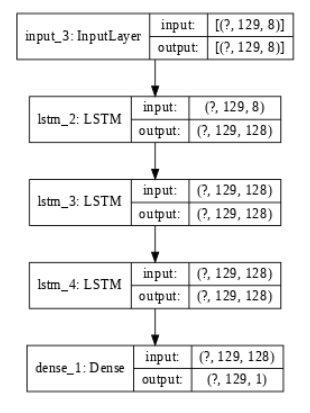 input_3: InputLayer
input: [(?, 129, 8)]
output: [(?, 129, 8)]
lstm_2: LSTM
input: (?, 129, 8)
output: (?, 129, 128)
lstm_3: LSTM
input: (?, 129, 128)
output: (?, 129, 128)
lstm_4: LSTM
input: (?, 129, 128)
output: (?, 129, 128)
dense_1: Dense
input: (?, 129, 128)
output: (?, 129, 1)